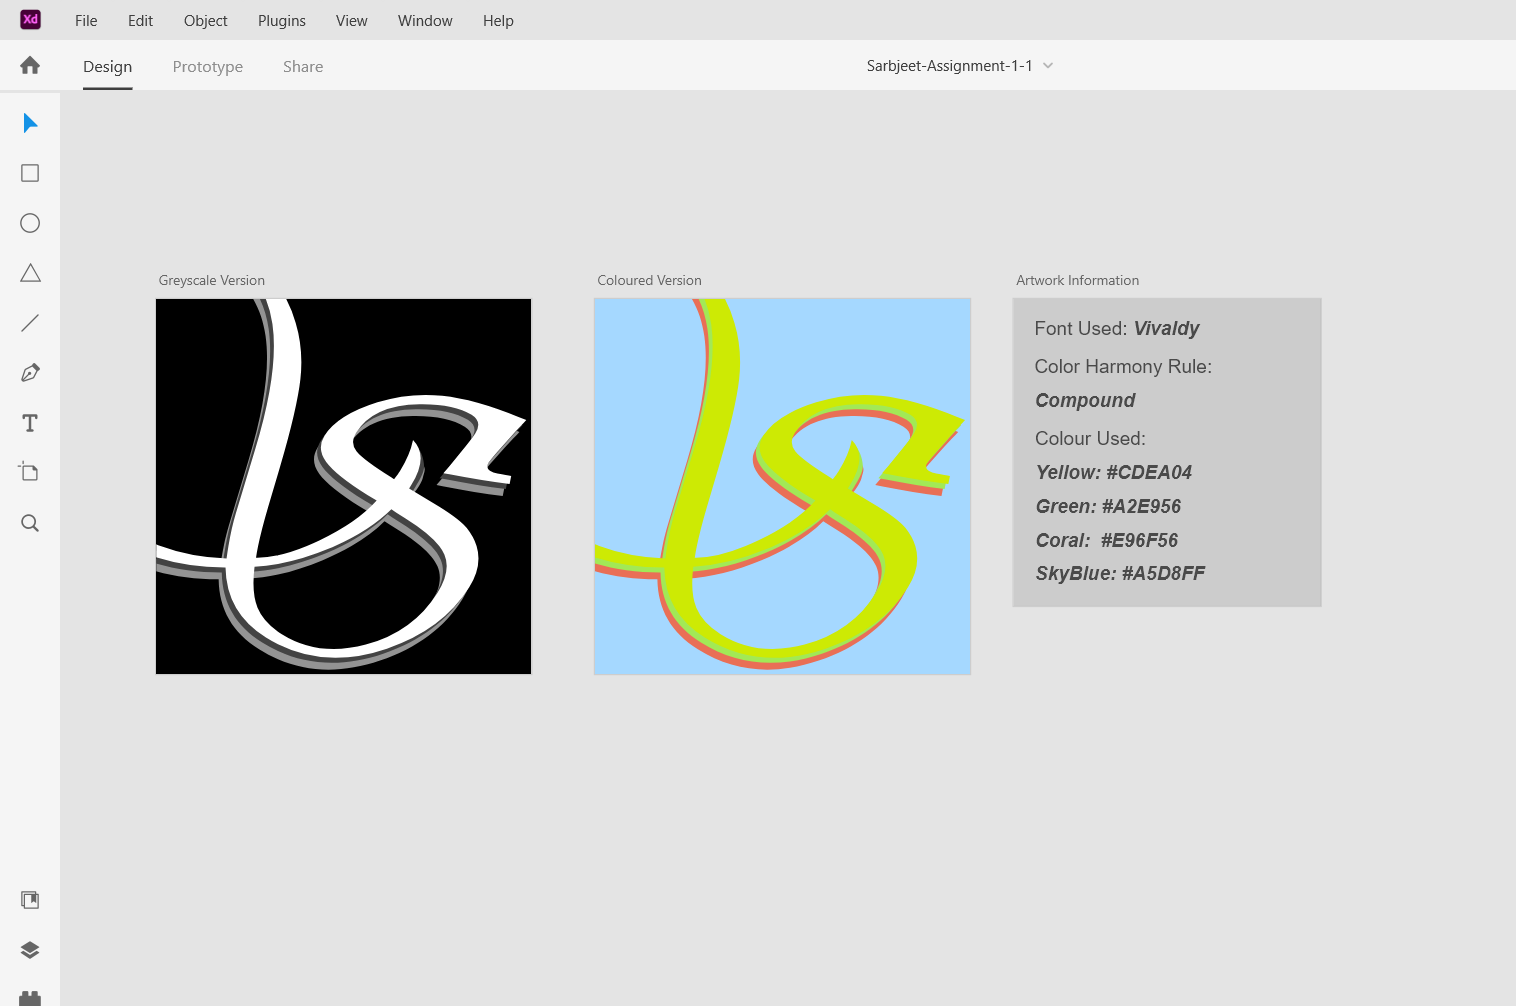 Xd File Edit Object Plugins View Window Help
Design Prototype Share Sarbjeet-Assignment-1-1
T
Greyscale Version
Coloured Version
Artwork Information
S
S
Font Used: Vivaldy
Color Harmony Rule:
Compound
Colour Used:
Yellow: #CDEA04
Green: #A2E956
Coral: #E96F56
SkyBlue: #A5D8FF